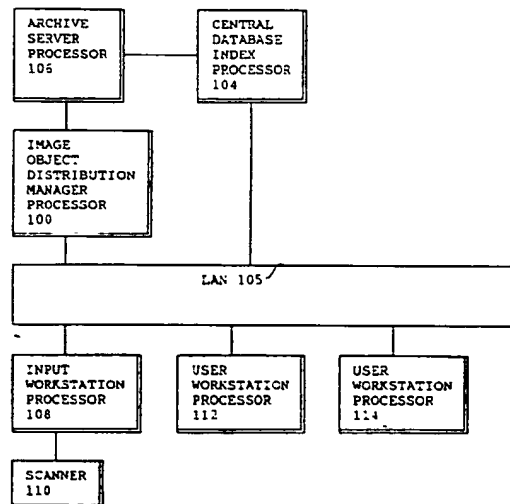 ARCHIVE
SERVER
PROCESSOR
106
CENTRAL
DATABASE
INDEX
PROCESSOR
104
IMAGE
OBJECT
DISTRIBUTION
MANAGER
PROCESSOR
100
LAN 105
INPUT
WORKSTATION
PROCESSOR
108
USER
WORKSTATION
PROCESSOR
112
USER
WORKSTATION
PROCESSOR
114
SCANNER
110